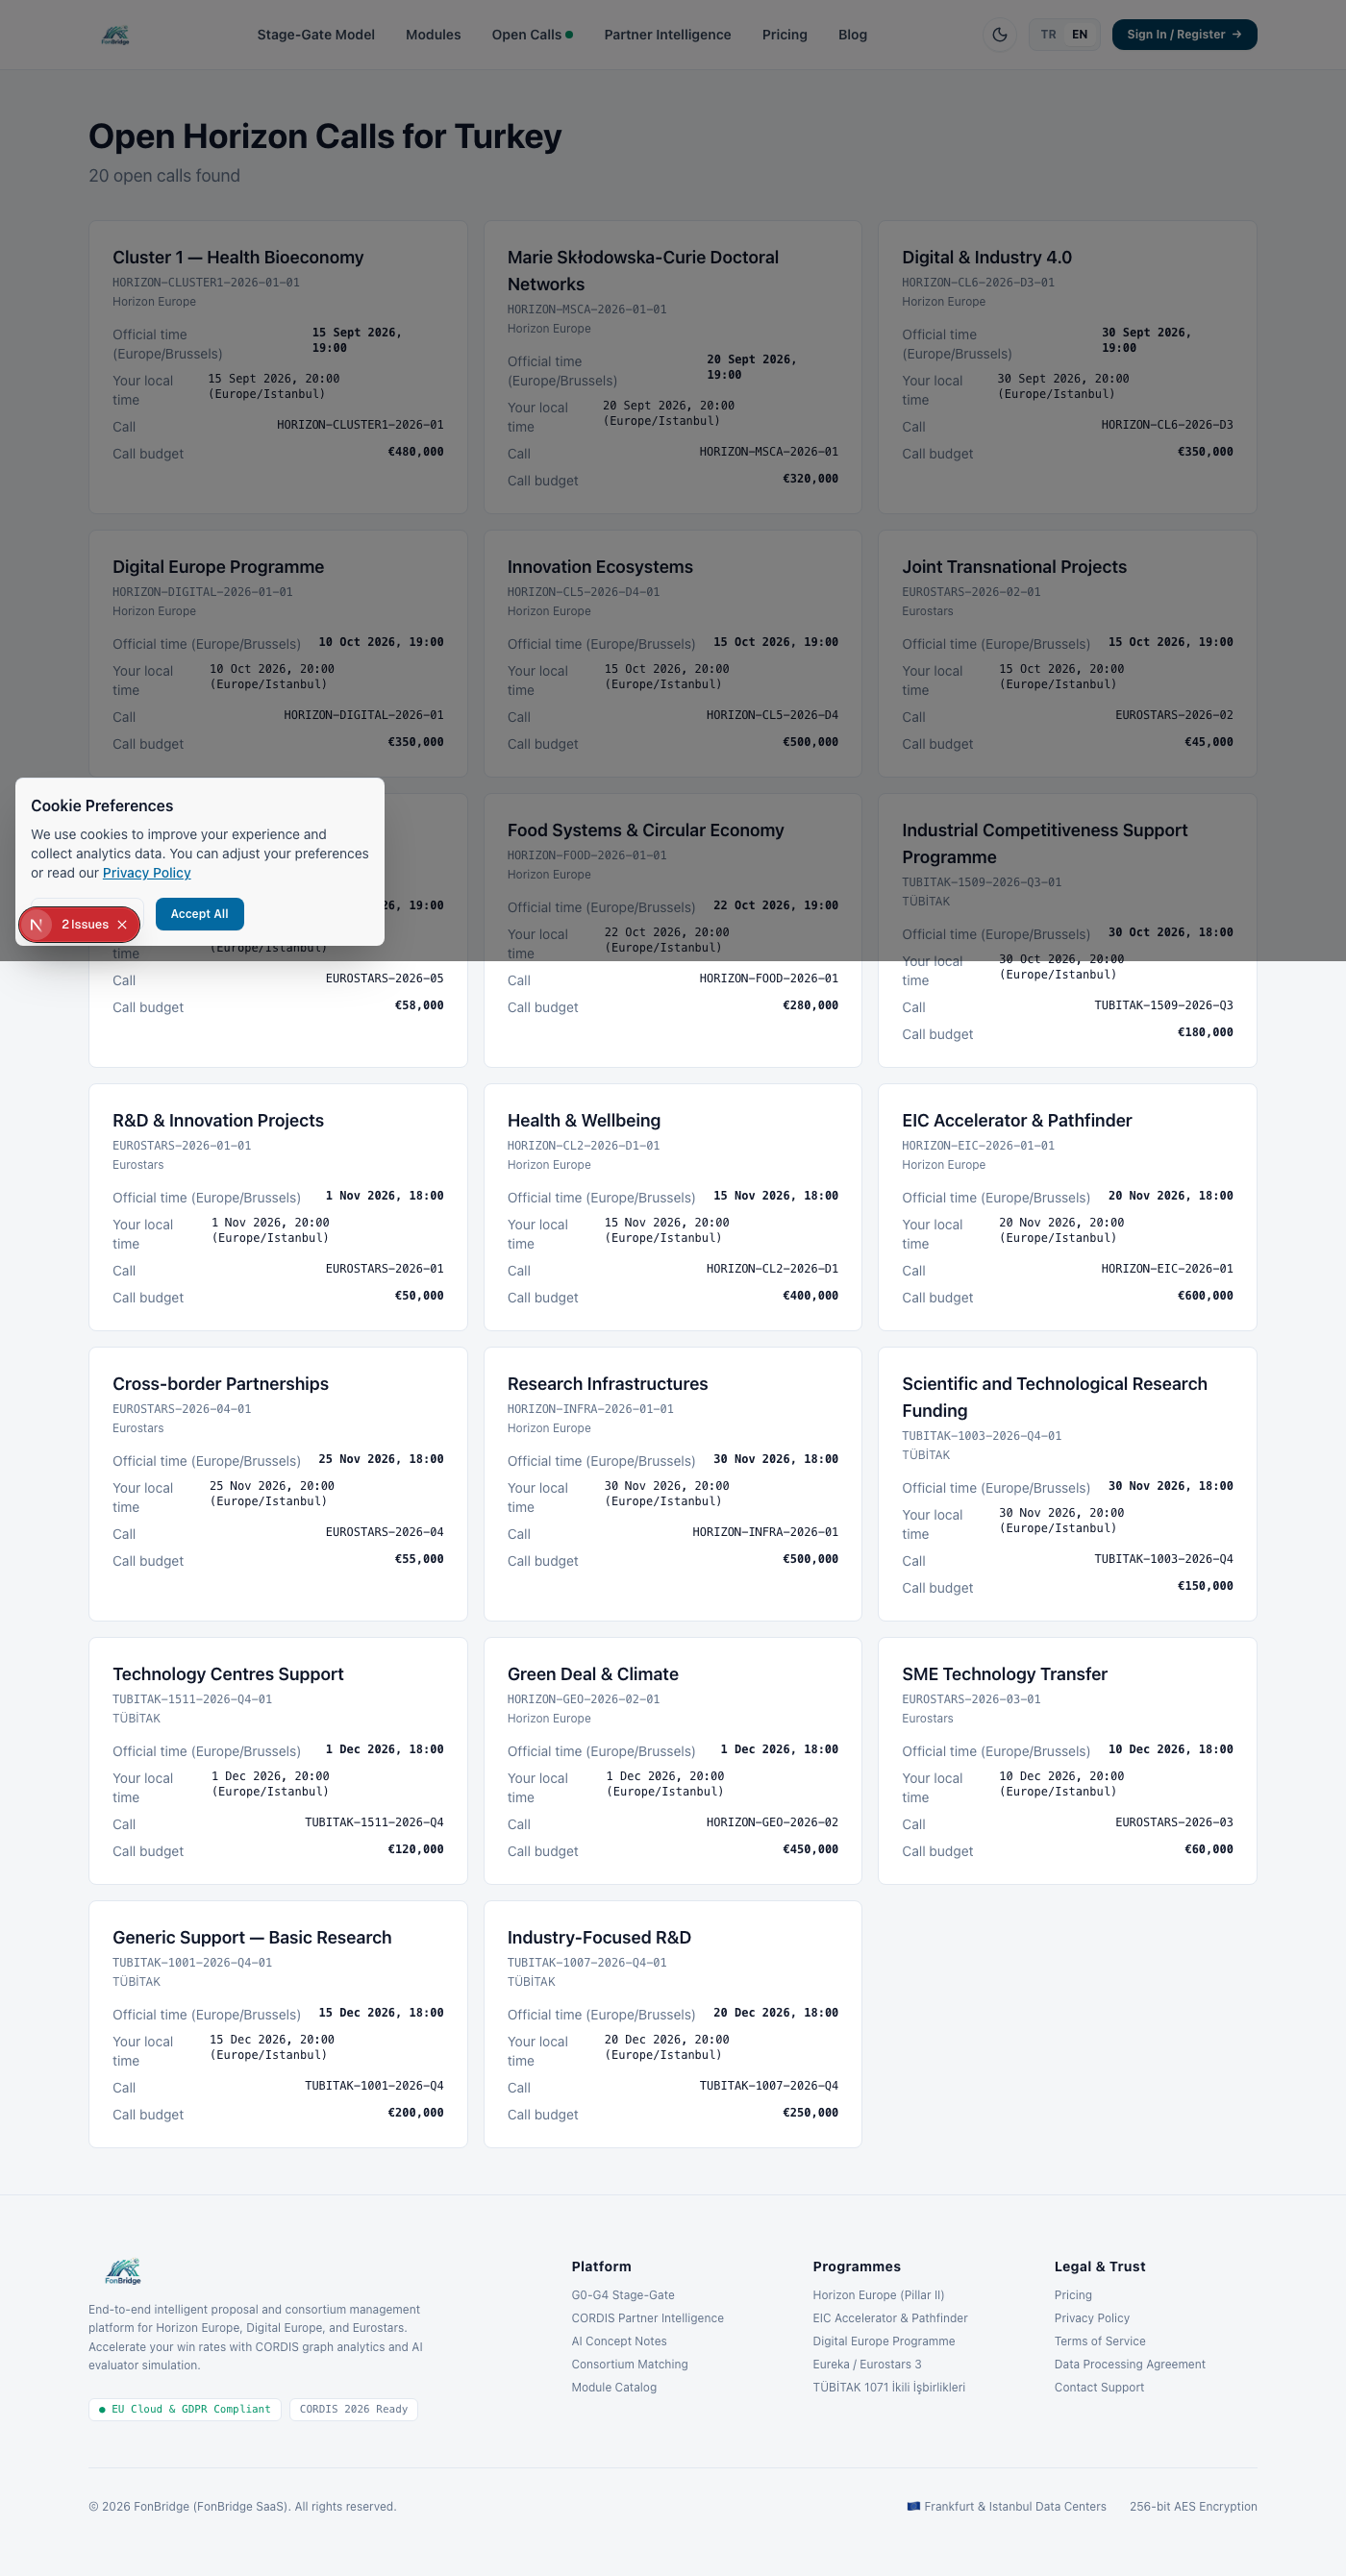 FonBridge
Stage-Gate Model
Modules
Open Calls
Partner Intelligence
Pricing
Blog
TR
EN
Sign In / Register →
Open Horizon Calls for Turkey
20 open calls found
Cluster 1 — Health Bioeconomy
HORIZON-CLUSTER1-2026-01-01
Horizon Europe
Official time (Europe/Brussels)
15 Sept 2026, 19:00
Your local time
15 Sept 2026, 20:00 (Europe/Istanbul)
Call
HORIZON-CLUSTER1-2026-01
Call budget
€480,000
Marie Skłodowska-Curie Doctoral Networks
HORIZON-MSCA-2026-01-01
Horizon Europe
Official time (Europe/Brussels)
20 Sept 2026, 19:00
Your local time
20 Sept 2026, 20:00 (Europe/Istanbul)
Call
HORIZON-MSCA-2026-01
Call budget
€320,000
Digital & Industry 4.0
HORIZON-CL6-2026-D3-01
Horizon Europe
Official time (Europe/Brussels)
30 Sept 2026, 19:00
Your local time
30 Sept 2026, 20:00 (Europe/Istanbul)
Call
HORIZON-CL6-2026-D3
Call budget
€350,000
Digital Europe Programme
HORIZON-DIGITAL-2026-01-01
Horizon Europe
Official time (Europe/Brussels)
10 Oct 2026, 19:00
Your local time
10 Oct 2026, 20:00 (Europe/Istanbul)
Call
HORIZON-DIGITAL-2026-01
Call budget
€350,000
Innovation Ecosystems
HORIZON-CL5-2026-D4-01
Horizon Europe
Official time (Europe/Brussels)
15 Oct 2026, 19:00
Your local time
15 Oct 2026, 20:00 (Europe/Istanbul)
Call
HORIZON-CL5-2026-D4
Call budget
€500,000
Joint Transnational Projects
EUROSTARS-2026-02-01
Eurostars
Official time (Europe/Brussels)
15 Oct 2026, 19:00
Your local time
15 Oct 2026, 20:00 (Europe/Istanbul)
Call
EUROSTARS-2026-02
Call budget
€45,000
Cookie Preferences
We use cookies to improve your experience and
collect analytics data. You can adjust your preferences
or read our Privacy Policy
2 Issues
Accept All
19:00
time
(Europe/Istanbul)
Call
EUROSTARS-2026-05
Call budget
€58,000
Food Systems & Circular Economy
HORIZON-FOOD-2026-01-01
Horizon Europe
Official time (Europe/Brussels)
22 Oct 2026, 19:00
Your local time
22 Oct 2026, 20:00 (Europe/Istanbul)
Call
HORIZON-FOOD-2026-01
Call budget
€280,000
Industrial Competitiveness Support Programme
TUBITAK-1509-2026-Q3-01
TÜBİTAK
Official time (Europe/Brussels)
30 Oct 2026, 18:00
Your local time
30 Oct 2026, 20:00 (Europe/Istanbul)
Call
TUBITAK-1509-2026-Q3
Call budget
€180,000
R&D & Innovation Projects
EUROSTARS-2026-01-01
Eurostars
Official time (Europe/Brussels)
1 Nov 2026, 18:00
Your local time
1 Nov 2026, 20:00 (Europe/Istanbul)
Call
EUROSTARS-2026-01
Call budget
€50,000
Health & Wellbeing
HORIZON-CL2-2026-D1-01
Horizon Europe
Official time (Europe/Brussels)
15 Nov 2026, 18:00
Your local time
15 Nov 2026, 20:00 (Europe/Istanbul)
Call
HORIZON-CL2-2026-D1
Call budget
€400,000
EIC Accelerator & Pathfinder
HORIZON-EIC-2026-01-01
Horizon Europe
Official time (Europe/Brussels)
20 Nov 2026, 18:00
Your local time
20 Nov 2026, 20:00 (Europe/Istanbul)
Call
HORIZON-EIC-2026-01
Call budget
€600,000
Cross-border Partnerships
EUROSTARS-2026-04-01
Eurostars
Official time (Europe/Brussels)
25 Nov 2026, 18:00
Your local time
25 Nov 2026, 20:00 (Europe/Istanbul)
Call
EUROSTARS-2026-04
Call budget
€55,000
Research Infrastructures
HORIZON-INFRA-2026-01-01
Horizon Europe
Official time (Europe/Brussels)
30 Nov 2026, 18:00
Your local time
30 Nov 2026, 20:00 (Europe/Istanbul)
Call
HORIZON-INFRA-2026-01
Call budget
€500,000
Scientific and Technological Research Funding
TUBITAK-1003-2026-Q4-01
TÜBİTAK
Official time (Europe/Brussels)
30 Nov 2026, 18:00
Your local time
30 Nov 2026, 20:00 (Europe/Istanbul)
Call
TUBITAK-1003-2026-Q4
Call budget
€150,000
Technology Centres Support
TUBITAK-1511-2026-Q4-01
TÜBİTAK
Official time (Europe/Brussels)
1 Dec 2026, 18:00
Your local time
1 Dec 2026, 20:00 (Europe/Istanbul)
Call
TUBITAK-1511-2026-Q4
Call budget
€120,000
Green Deal & Climate
HORIZON-GEO-2026-02-01
Horizon Europe
Official time (Europe/Brussels)
1 Dec 2026, 18:00
Your local time
1 Dec 2026, 20:00 (Europe/Istanbul)
Call
HORIZON-GEO-2026-02
Call budget
€450,000
SME Technology Transfer
EUROSTARS-2026-03-01
Eurostars
Official time (Europe/Brussels)
10 Dec 2026, 18:00
Your local time
10 Dec 2026, 20:00 (Europe/Istanbul)
Call
EUROSTARS-2026-03
Call budget
€60,000
Generic Support — Basic Research
TUBITAK-1001-2026-Q4-01
TÜBİTAK
Official time (Europe/Brussels)
15 Dec 2026, 18:00
Your local time
15 Dec 2026, 20:00 (Europe/Istanbul)
Call
TUBITAK-1001-2026-Q4
Call budget
€200,000
Industry-Focused R&D
TUBITAK-1007-2026-Q4-01
TÜBİTAK
Official time (Europe/Brussels)
20 Dec 2026, 18:00
Your local time
20 Dec 2026, 20:00 (Europe/Istanbul)
Call
TUBITAK-1007-2026-Q4
Call budget
€250,000
FonBridge
End-to-end intelligent proposal and consortium management
platform for Horizon Europe, Digital Europe, and Eurostars.
Accelerate your win rates with CORDIS graph analytics and AI
evaluator simulation.
EU Cloud & GDPR Compliant
CORDIS 2026 Ready
Platform
G0-G4 Stage-Gate
CORDIS Partner Intelligence
AI Concept Notes
Consortium Matching
Module Catalog
Programmes
Horizon Europe (Pillar II)
EIC Accelerator & Pathfinder
Digital Europe Programme
Eureka / Eurostars 3
TÜBİTAK 1071 İkili İşbirlikleri
Legal & Trust
Pricing
Privacy Policy
Terms of Service
Data Processing Agreement
Contact Support
© 2026 FonBridge (FonBridge SaaS). All rights reserved.
Frankfurt & Istanbul Data Centers
256-bit AES Encryption